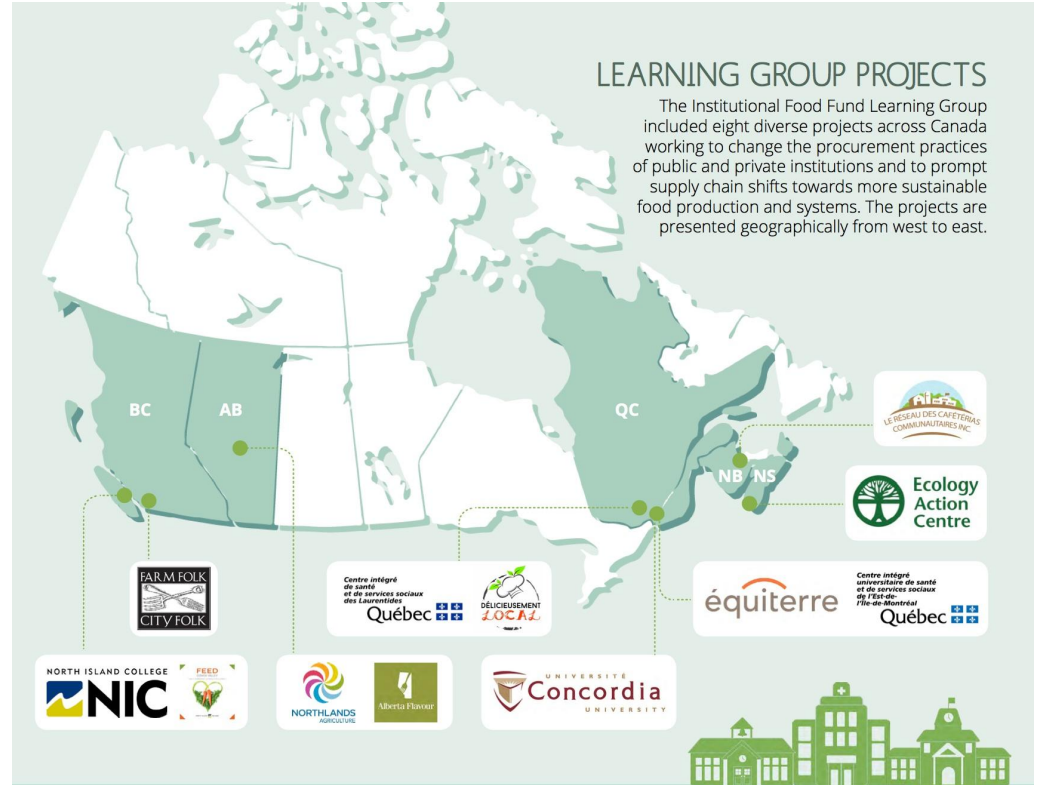 LEARNING GROUP PROJECTS
The Institutional Food Fund Learning Group
included eight diverse projects across Canada
working to change the procurement practices
of public and private institutions and to prompt
supply chain shifts towards more sustainable
food production and systems. The projects are
presented geographically from west to east.
BC
AB
QC
NB
NS
LE RÉSEAU DES CAFÉTÉRIAS
COMMUNAUTAIRES INC.
Ecology
Action
Centre
FARM FOLK
CITY FOLK
Centre intégré
de santé
et de services sociaux
des Laurentides
Québec
DÉLICIEUSEMENT
LOCAL
équiterre
Centre intégré
universitaire de santé
et de services sociaux
de l'Est-de-
l'Île-de-Montréal
Québec
NORTH ISLAND COLLEGE
NIC
FEED
NORTHLANDS
AGRICULTURE
Alberta Flavour
UNIVERSITÉ
Concordia
UNIVERSITY